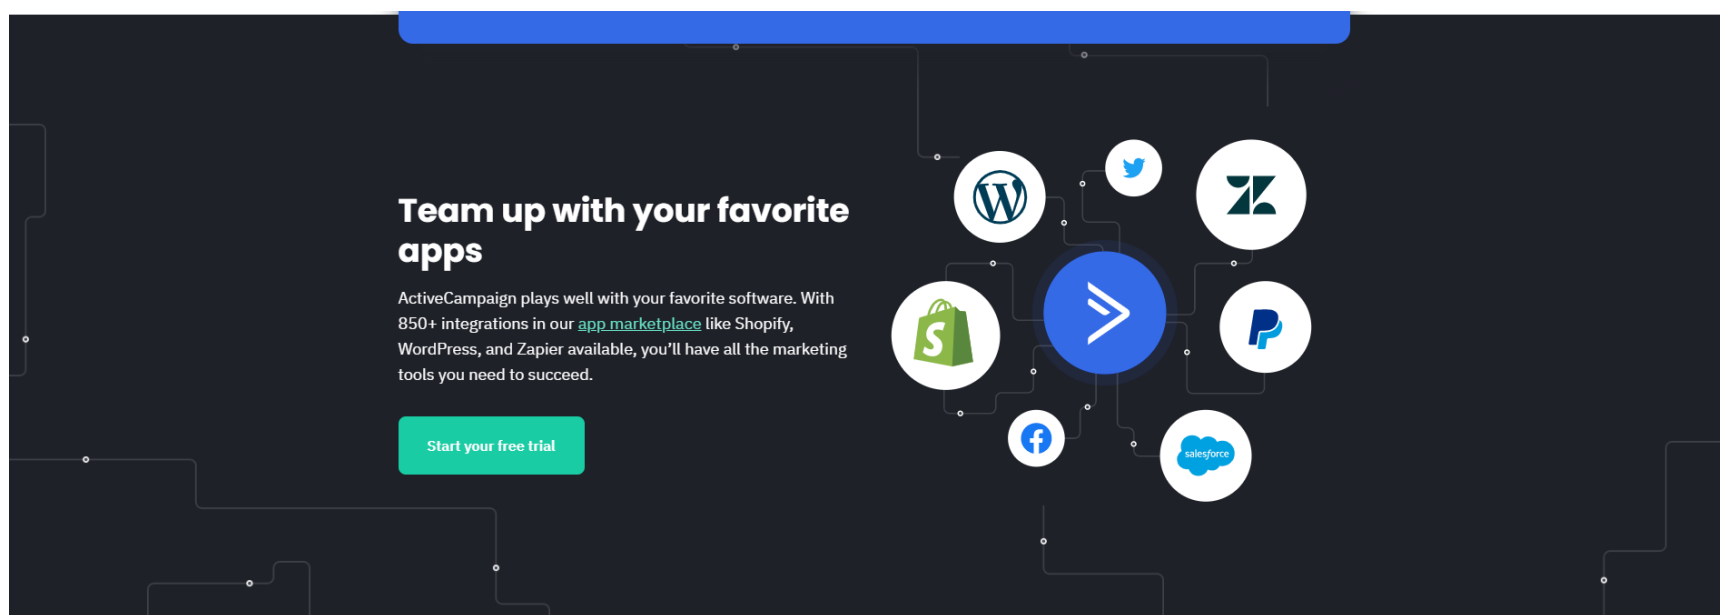 Team up with your favorite
apps
ActiveCampaign plays well with your favorite software. With
850+ integrations in our app marketplace like Shopify,
WordPress, and Zapier available, you’ll have all the marketing
tools you need to succeed.
Start your free trial
salesforce